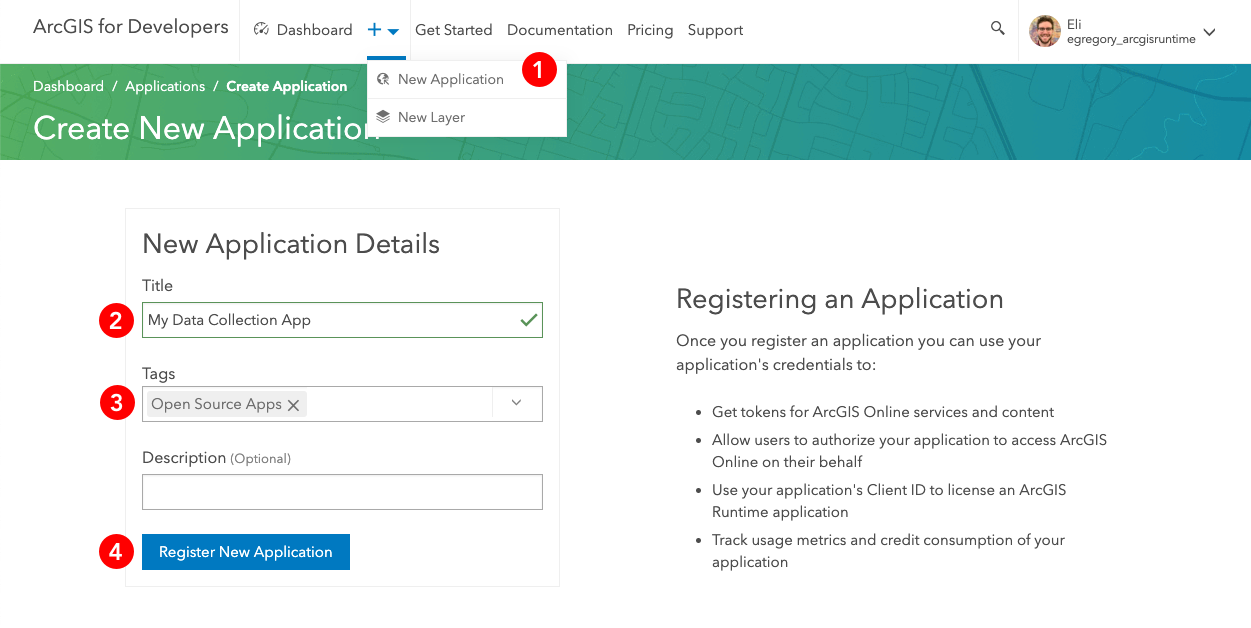 ArcGIS for Developers
Dashboard
+
Get Started
Documentation
Pricing
Support
Eli
egregory_arcgisruntime
New Application
1
New Layer
Dashboard / Applications / Create Application
Create New Application
New Application Details
Title
2
My Data Collection App
Tags
3
Open Source Apps
Description (Optional)
4
Register New Application
Registering an Application
Once you register an application you can use your
application's credentials to:
• Get tokens for ArcGIS Online services and content
• Allow users to authorize your application to access ArcGIS
Online on their behalf
• Use your application's Client ID to license an ArcGIS
Runtime application
• Track usage metrics and credit consumption of your
application